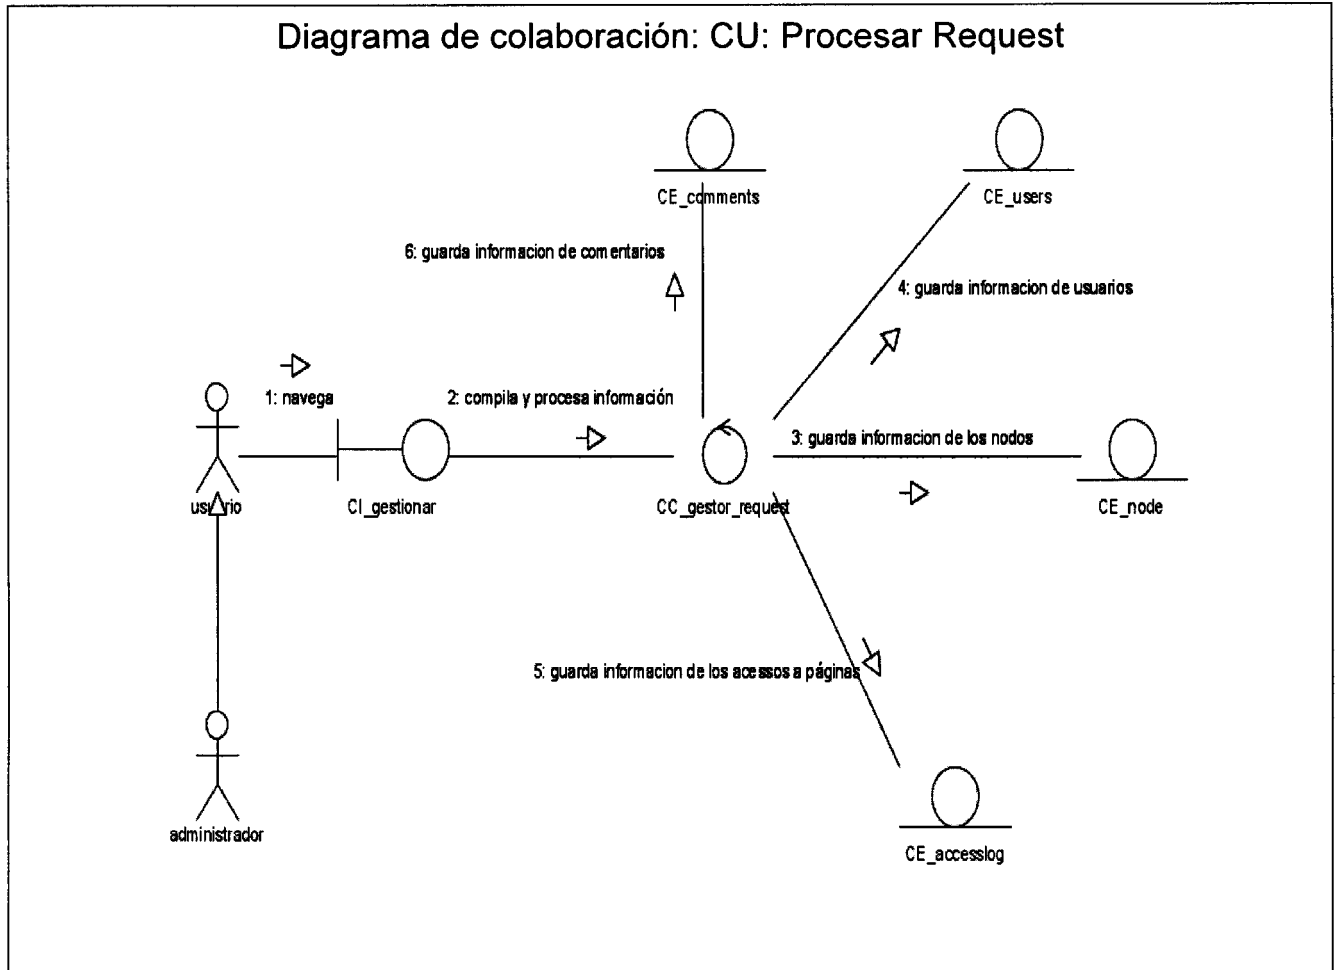 Diagrama de colaboración: CU: Procesar Request
CE_comments
CE_users
6: guarda informacion de comentarios
4: guarda informacion de usuarios
1: navega
2: compila y procesa información
3: guarda informacion de los nodos
usuario
CI_gestionar
CC_gestor_request
CE_node
5: guarda informacion de los acessos a páginas
administrador
CE_accesslog